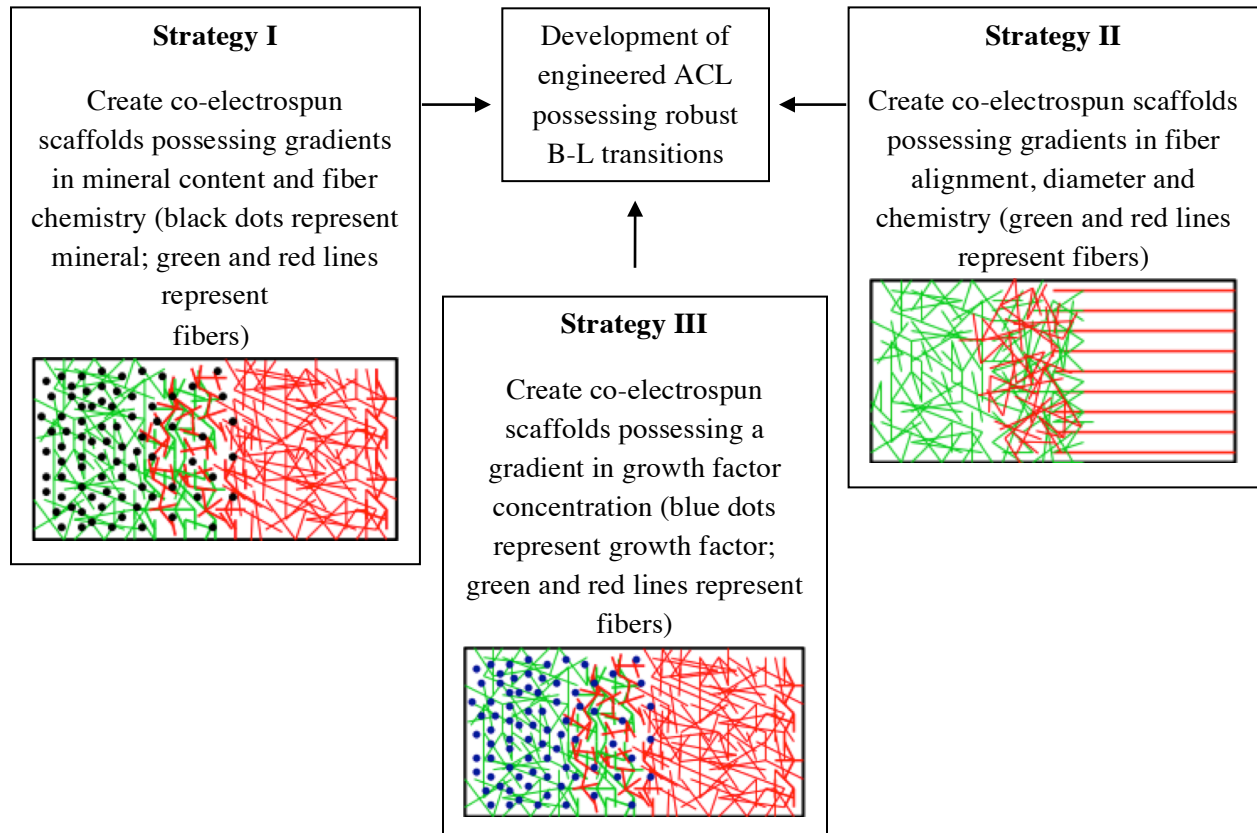 Strategy I
Create co-electrospun
scaffolds possessing gradients
in mineral content and fiber
chemistry (black dots represent
mineral; green and red lines
represent
fibers)
Development of
engineered ACL
possessing robust
B-L transitions
Strategy II
Create co-electrospun scaffolds
possessing gradients in fiber
alignment, diameter and
chemistry (green and red lines
represent fibers)
Strategy III
Create co-electrospun
scaffolds possessing a
gradient in growth factor
concentration (blue dots
represent growth factor;
green and red lines represent
fibers)